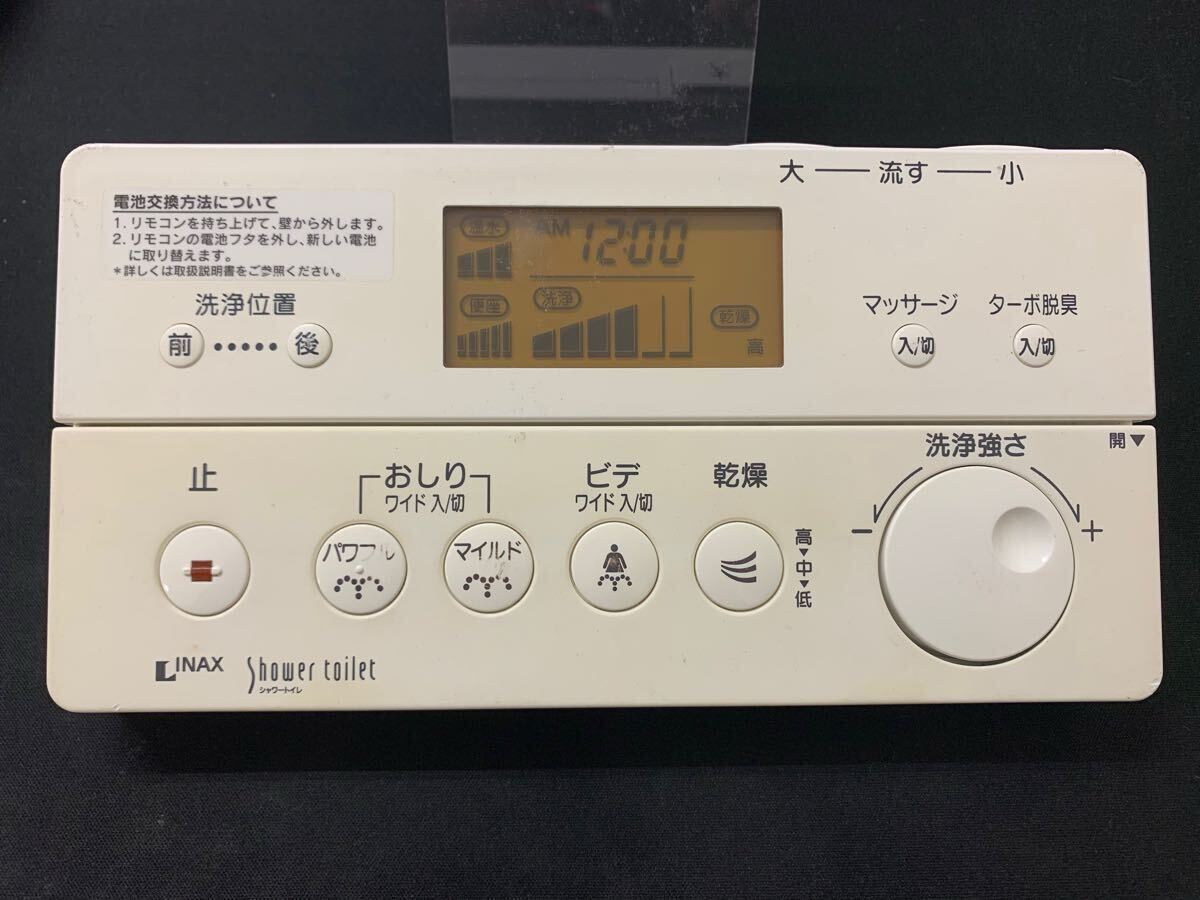 大 — 流す — 小
電池交換方法について
1. リモコンを持ち上げて、壁から外します。
2. リモコンの電池フタを外し、新しい電池
に取り替えます。
*詳しくは取扱説明書をご参照ください。
温水 AM 12:00
便座 洗浄 乾燥
高
洗浄位置
前 ・・・・・ 後
マッサージ ターボ脱臭
入/切 入/切
開▼
止 おしり ビデ 乾燥 洗浄強さ
ワイド 入/切 ワイド 入/切
パワフル マイルド
高▼中▼低
− +
INAX Shower toilet
シャワートイレ